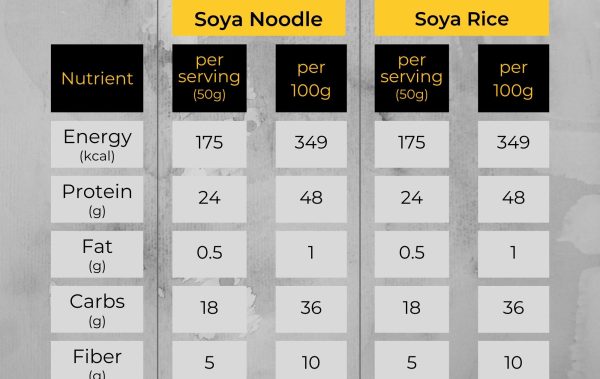 Soya Noodle Soya Rice
Nutrient per serving (50g) per 100g per serving (50g) per 100g
Energy (kcal) 175 349 175 349
Protein (g) 24 48 24 48
Fat (g) 0.5 1 0.5 1
Carbs (g) 18 36 18 36
Fiber (g) 5 10 5 10